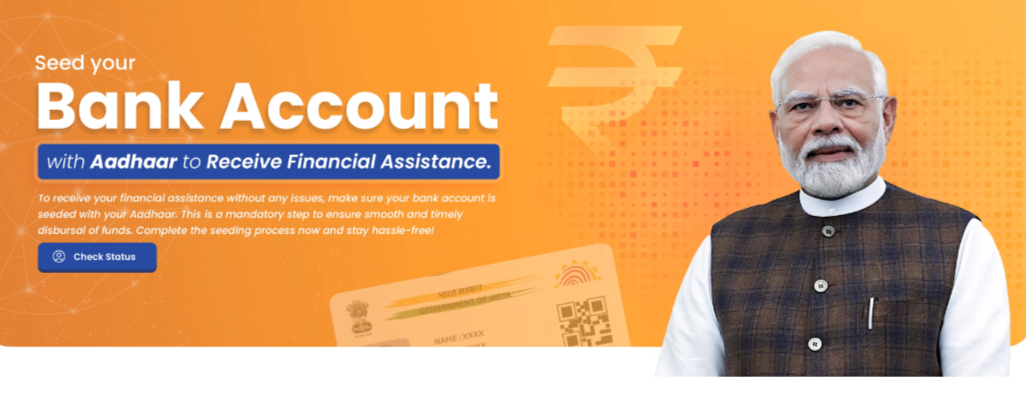 Seed your
Bank Account
with Aadhaar to Receive Financial Assistance.
To receive your financial assistance without any issues, make sure your bank account is
seeded with your Aadhaar. This is a mandatory step to ensure smooth and timely
disbursal of funds. Complete the seeding process now and stay hassle-free!
Check Status
भारत सरकार
GOVERNMENT OF INDIA
NAME : XXXX
XXXX